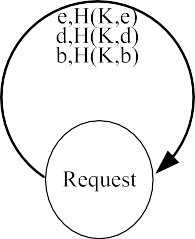 e,H(K,e)
d,H(K,d)
b,H(K,b)
Request